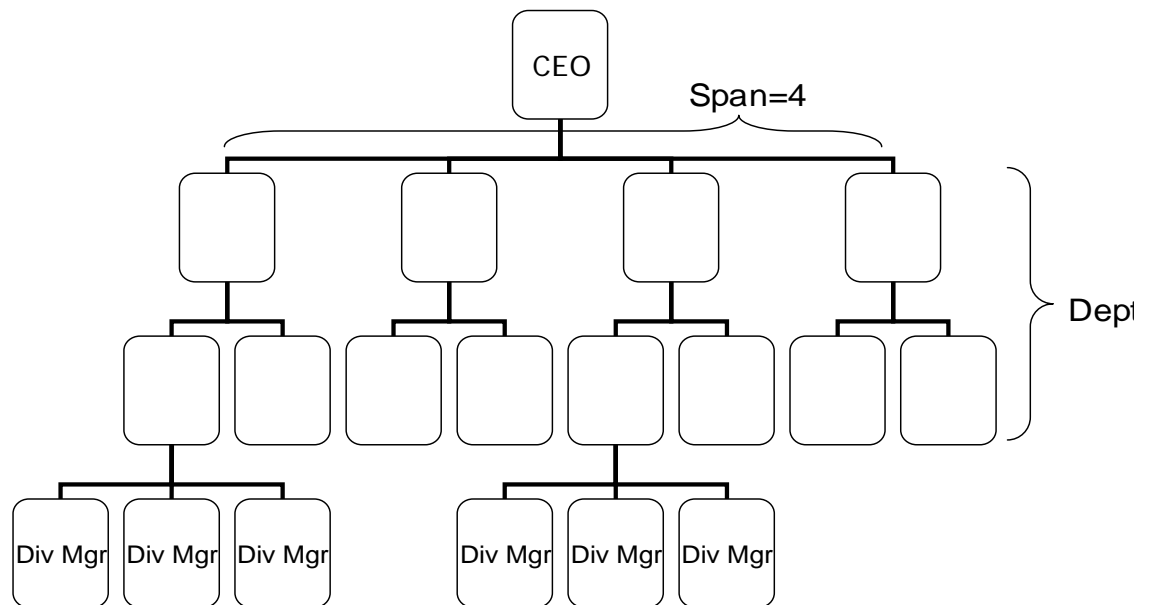 CEO
Span=4
Dept
Div Mgr Div Mgr Div Mgr Div Mgr Div Mgr Div Mgr